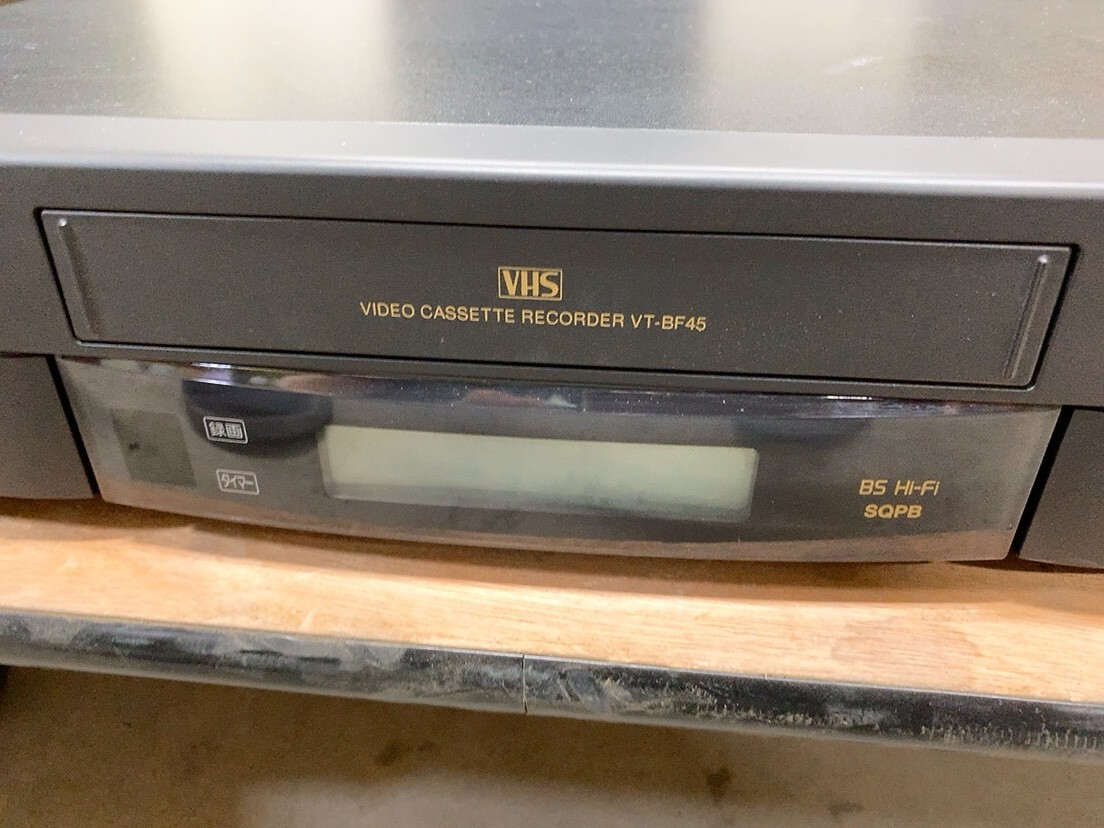 VHS
VIDEO CASSETTE RECORDER VT-BF45
録画
タイマー
BS Hi-Fi
SQPB